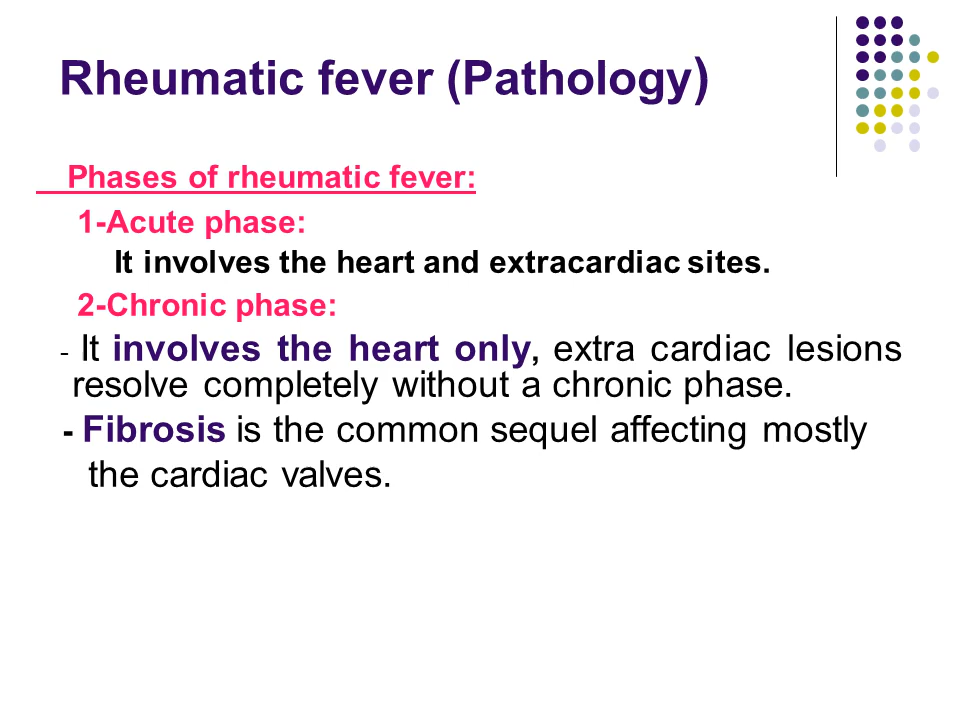 Rheumatic fever (Pathology)
Phases of rheumatic fever:
1-Acute phase:
It involves the heart and extracardiac sites.
2-Chronic phase:
- It involves the heart only, extra cardiac lesions
resolve completely without a chronic phase.
- Fibrosis is the common sequel affecting mostly
the cardiac valves.